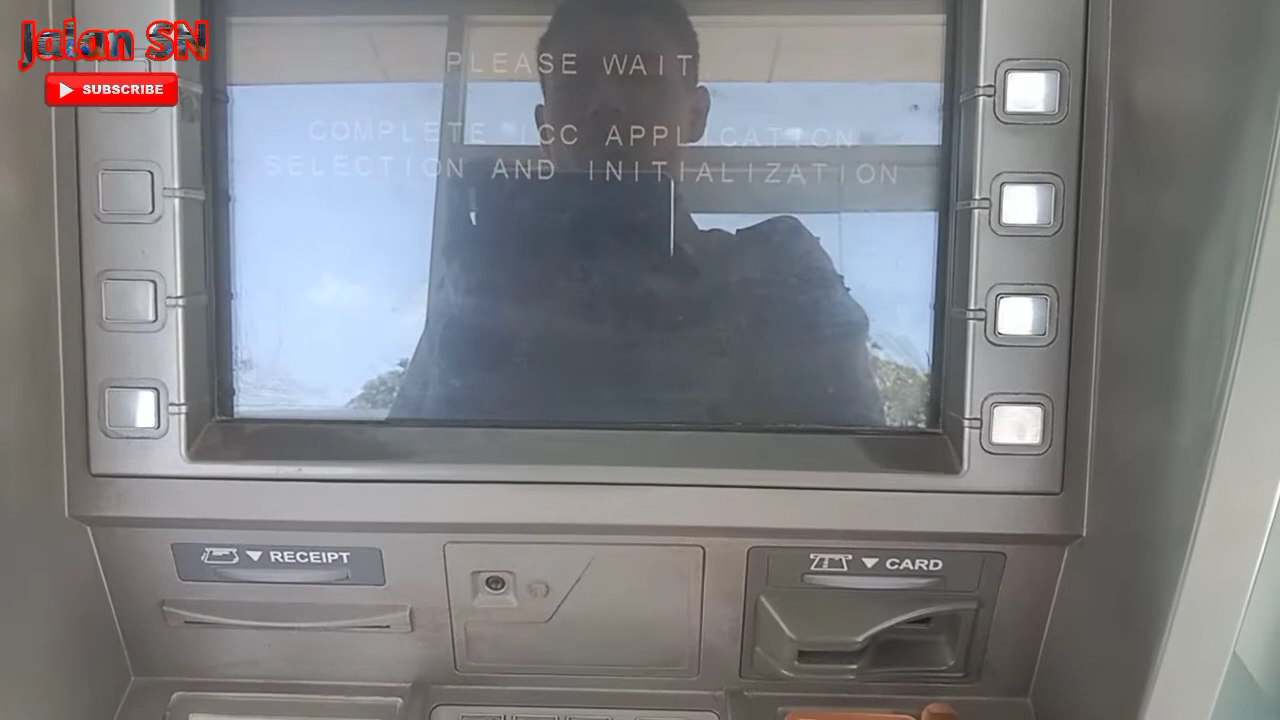 Jalan SN
SUBSCRIBE
PLEASE WAIT.
COMPLETE ICC APPLICATION
SELECTION AND INITIALIZATION
RECEIPT
CARD